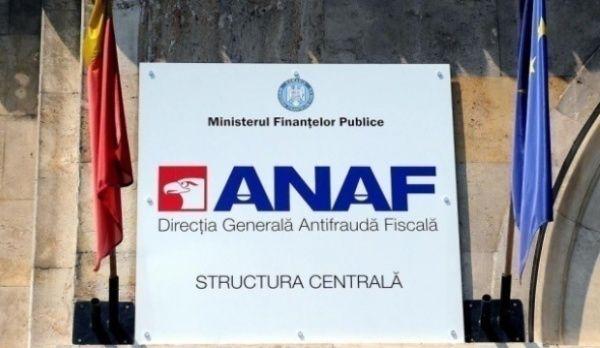 Ministerul Finanțelor Publice
ANAF
Direcția Generală Antifraudă Fiscală
STRUCTURA CENTRALĂ